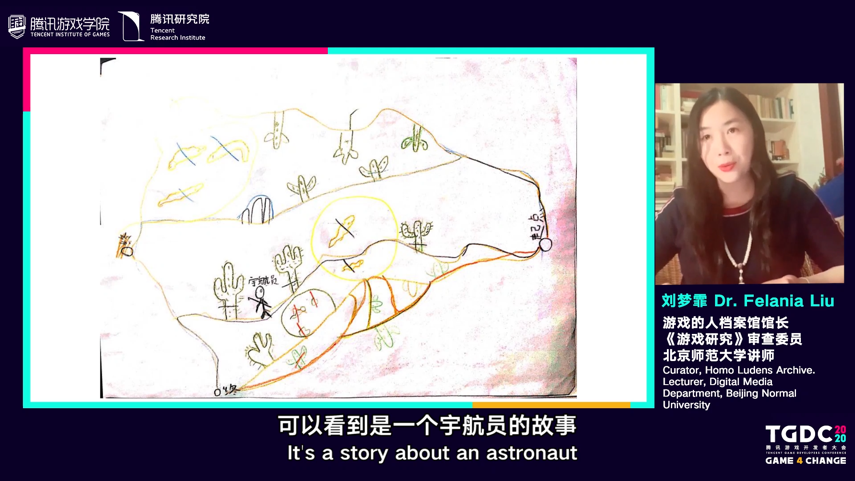 腾讯游戏学院
TENCENT INSTITUTE OF GAMES
腾讯研究院
Tencent
Research Institute
起点
宇航员
刘梦霏 Dr. Felania Liu
游戏的人档案馆馆长
《游戏研究》审查委员
北京师范大学讲师
Curator, Homo Ludens Archive.
Lecturer, Digital Media
Department, Beijing Normal
University
可以看到是一个宇航员的故事
It's a story about an astronaut
TGDC 2020
腾讯游戏开发者大会
TENCENT GAME DEVELOPERS CONFERENCE
GAME 4 CHANGE